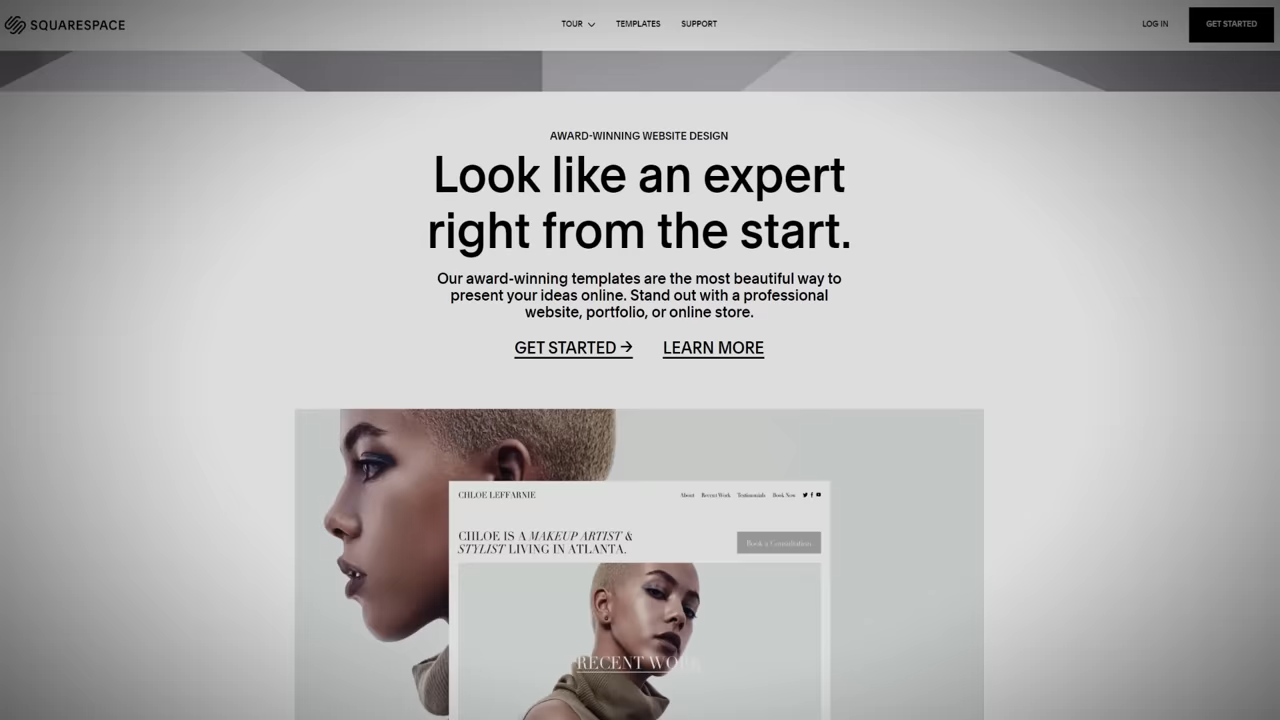 SQUARESPACE
TOUR
TEMPLATES
SUPPORT
LOG IN
GET STARTED
AWARD-WINNING WEBSITE DESIGN
Look like an expert
right from the start.
Our award-winning templates are the most beautiful way to
present your ideas online. Stand out with a professional
website, portfolio, or online store.
GET STARTED →
LEARN MORE
CHLOE LEFFARNIE
About
Recent Work
Testimonials
Book Now
CHLOE IS A MAKEUP ARTIST &
STYLIST LIVING IN ATLANTA.
Book a Consultation
RECENT WORK